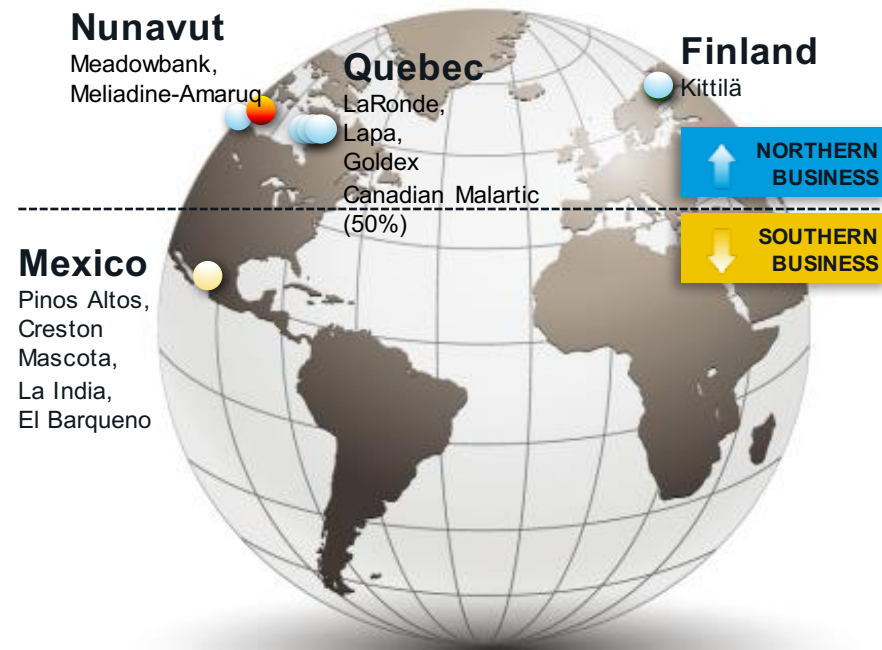 Nunavut
Meadowbank,
Meliadine-Amaruq
Quebec
LaRonde,
Lapa,
Goldex
Canadian Malartic
(50%)
Finland
Kittilä
NORTHERN
BUSINESS
SOUTHERN
BUSINESS
Mexico
Pinos Altos,
Creston
Mascota,
La India,
El Barqueno